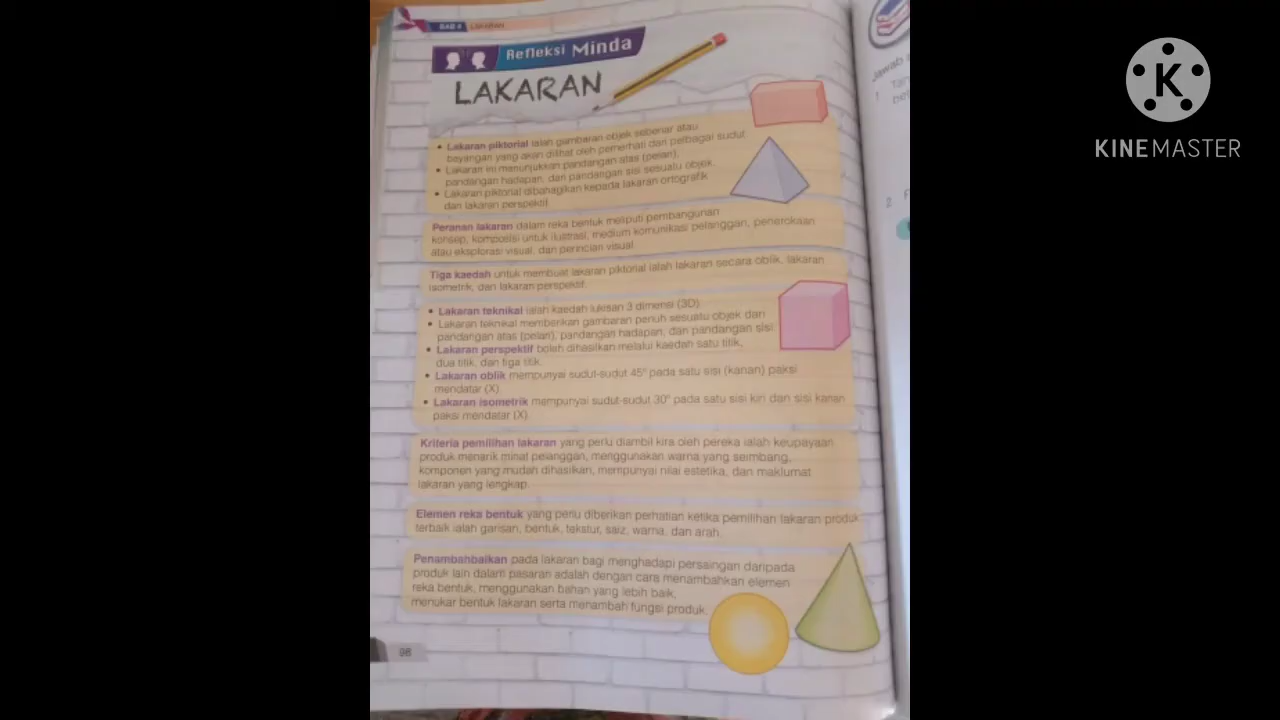 BAB 4 LAKARAN
Refleksi Minda
LAKARAN
• Lakaran piktorial ialah gambaran objek sebenar atau
bayangan yang akan dilihat oleh pemerhati dari pelbagai sudut.
• Lakaran ini menunjukkan pandangan atas (pelan),
pandangan hadapan, dan pandangan sisi sesuatu objek.
• Lakaran piktorial dibahagikan kepada lakaran ortografik
dan lakaran perspektif.
Peranan lakaran dalam reka bentuk meliputi pembangunan
konsep, komposisi untuk ilustrasi, medium komunikasi pelanggan, penerokaan
atau eksplorasi visual, dan perincian visual.
Tiga kaedah untuk membuat lakaran piktorial ialah lakaran secara oblik, lakaran
isometrik, dan lakaran perspektif.
• Lakaran teknikal ialah kaedah lukisan 3 dimensi (3D).
• Lakaran teknikal memberikan gambaran penuh sesuatu objek dari
pandangan atas (pelan), pandangan hadapan, dan pandangan sisi.
• Lakaran perspektif boleh dihasilkan melalui kaedah satu titik,
dua titik, dan tiga titik.
• Lakaran oblik mempunyai sudut-sudut 45° pada satu sisi (kanan) paksi
mendatar (X).
• Lakaran isometrik mempunyai sudut-sudut 30° pada satu sisi kiri dan sisi kanan
paksi mendatar (X).
Kriteria pemilihan lakaran yang perlu diambil kira oleh pereka ialah keupayaan
produk menarik minat pelanggan, menggunakan warna yang seimbang,
komponen yang mudah dihasilkan, mempunyai nilai estetika, dan maklumat
lakaran yang lengkap.
Elemen reka bentuk yang perlu diberikan perhatian ketika pemilihan lakaran produk
terbaik ialah garisan, bentuk, tekstur, saiz, warna, dan arah.
Penambahbaikan pada lakaran bagi menghadapi persaingan daripada
produk lain dalam pasaran adalah dengan cara menambahkan elemen
reka bentuk, menggunakan bahan yang lebih baik,
menukar bentuk lakaran serta menambah fungsi produk.
98
Jawab
1
2
K
KINEMASTER